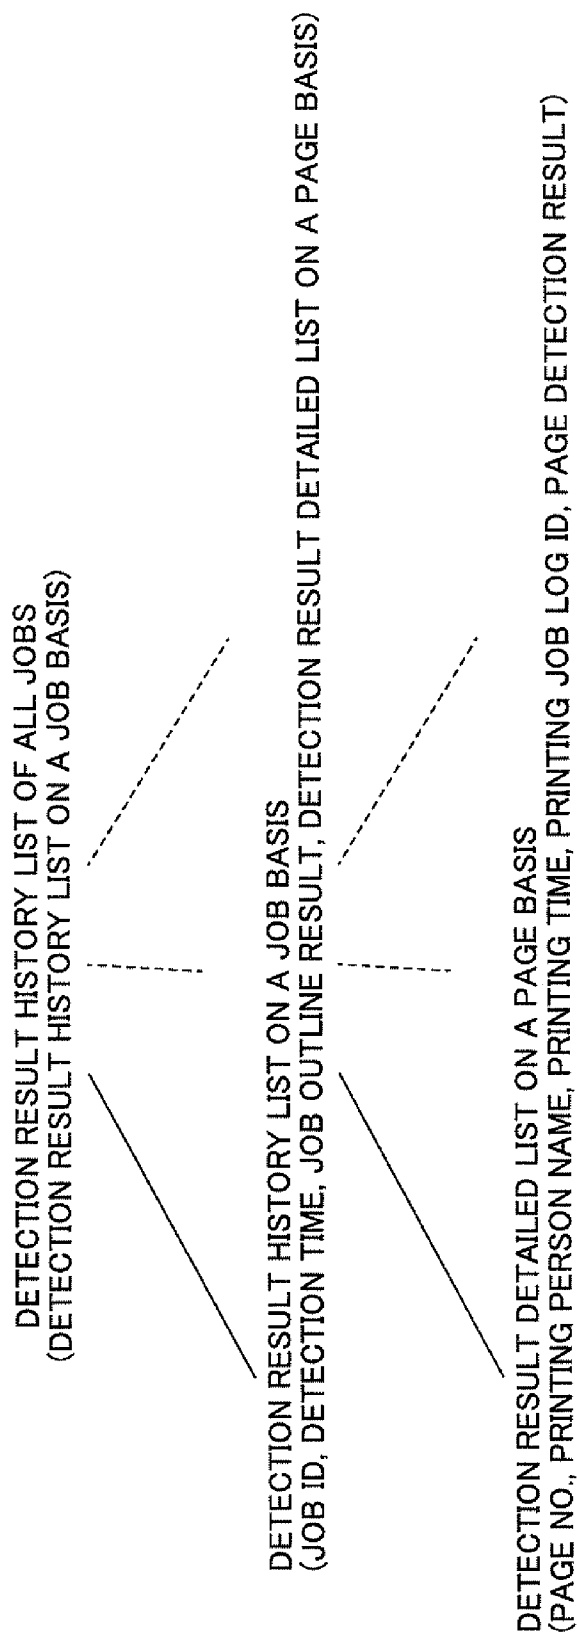 DETECTION RESULT HISTORY LIST OF ALL JOBS
(DETECTION RESULT HISTORY LIST ON A JOB BASIS)
DETECTION RESULT HISTORY LIST ON A JOB BASIS
(JOB ID, DETECTION TIME, JOB OUTLINE RESULT, DETECTION RESULT DETAILED LIST ON A PAGE BASIS)
DETECTION RESULT DETAILED LIST ON A PAGE BASIS
(PAGE NO., PRINTING PERSON NAME, PRINTING TIME, PRINTING JOB LOG ID, PAGE DETECTION RESULT)